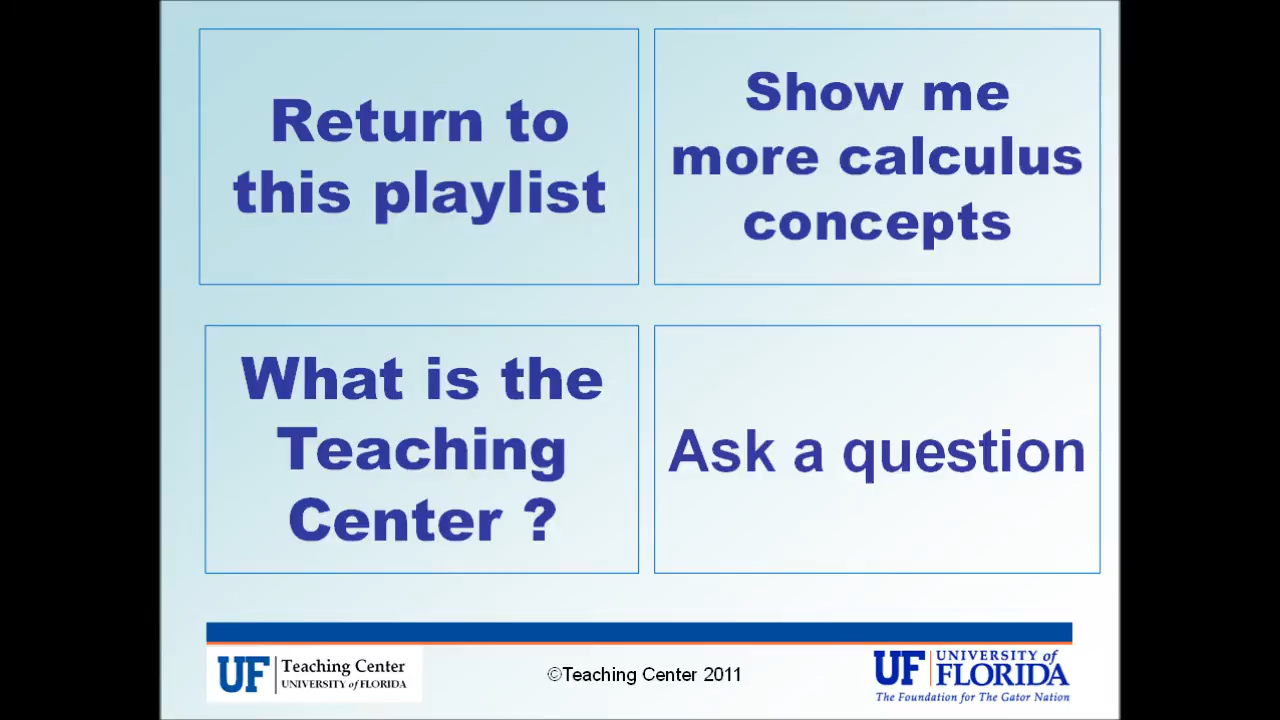 Return to
this playlist
Show me
more calculus
concepts
What is the
Teaching
Center ?
Ask a question
UF Teaching Center
UNIVERSITY of FLORIDA
©Teaching Center 2011
UF UNIVERSITY of
FLORIDA
The Foundation for The Gator Nation